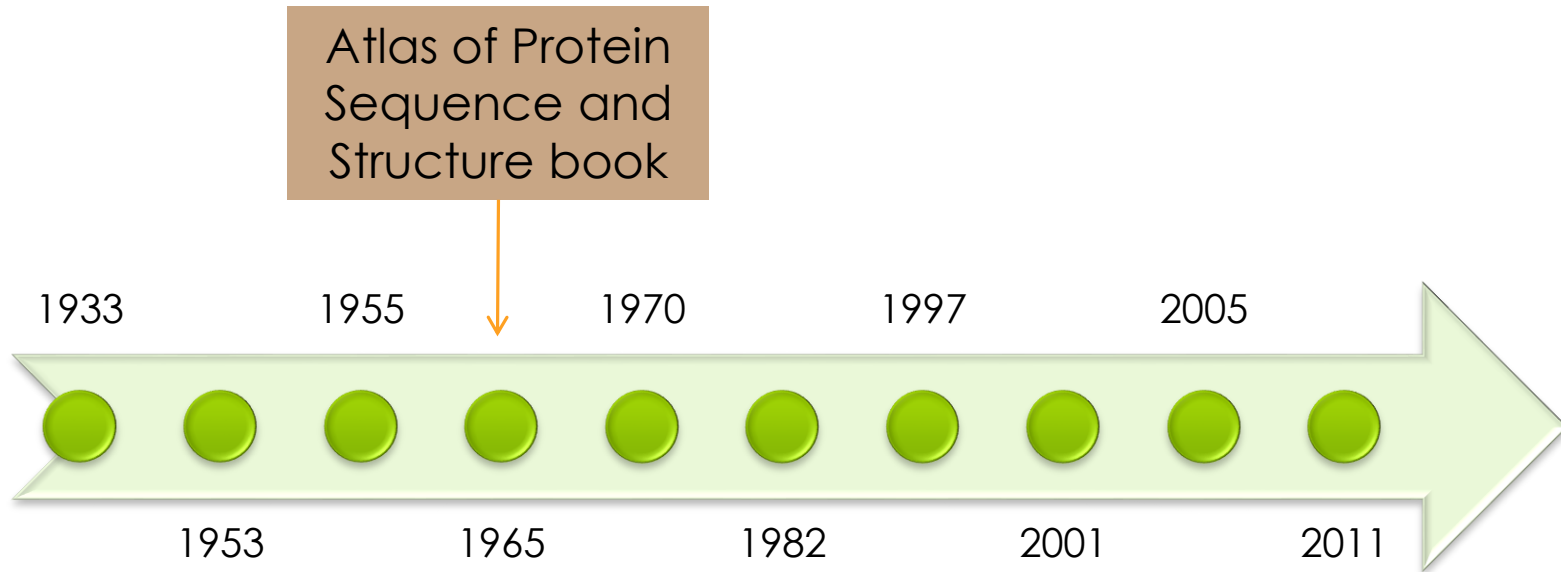 Atlas of Protein
Sequence and
Structure book
1933 1955 1970 1997 2005
1953 1965 1982 2001 2011